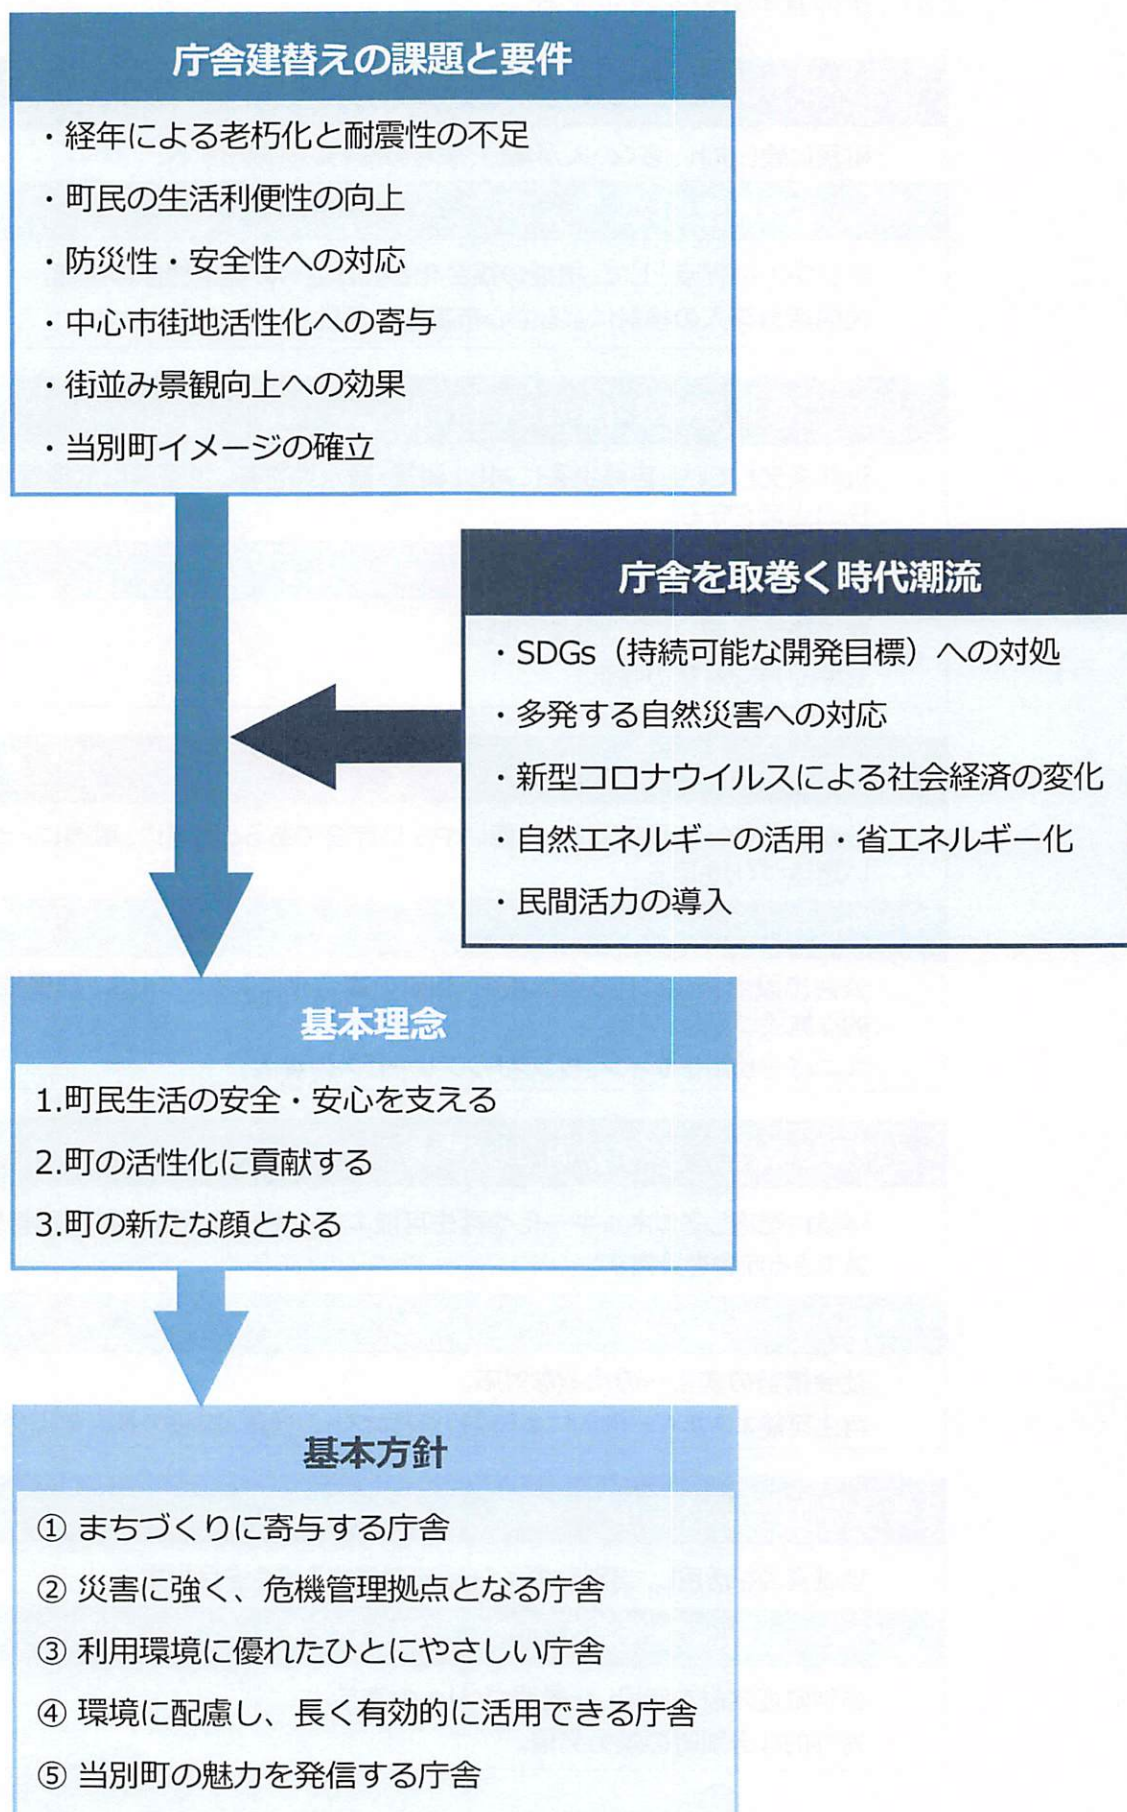 庁舎建替えの課題と要件
・経年による老朽化と耐震性の不足
・町民の生活利便性の向上
・防災性・安全性への対応
・中心市街地活性化への寄与
・街並み景観向上への効果
・当別町イメージの確立
庁舎を取巻く時代潮流
・SDGs（持続可能な開発目標）への対処
・多発する自然災害への対応
・新型コロナウイルスによる社会経済の変化
・自然エネルギーの活用・省エネルギー化
・民間活力の導入
基本理念
1.町民生活の安全・安心を支える
2.町の活性化に貢献する
3.町の新たな顔となる
基本方針
① まちづくりに寄与する庁舎
② 災害に強く、危機管理拠点となる庁舎
③ 利用環境に優れたひとにやさしい庁舎
④ 環境に配慮し、長く有効的に活用できる庁舎
⑤ 当別町の魅力を発信する庁舎